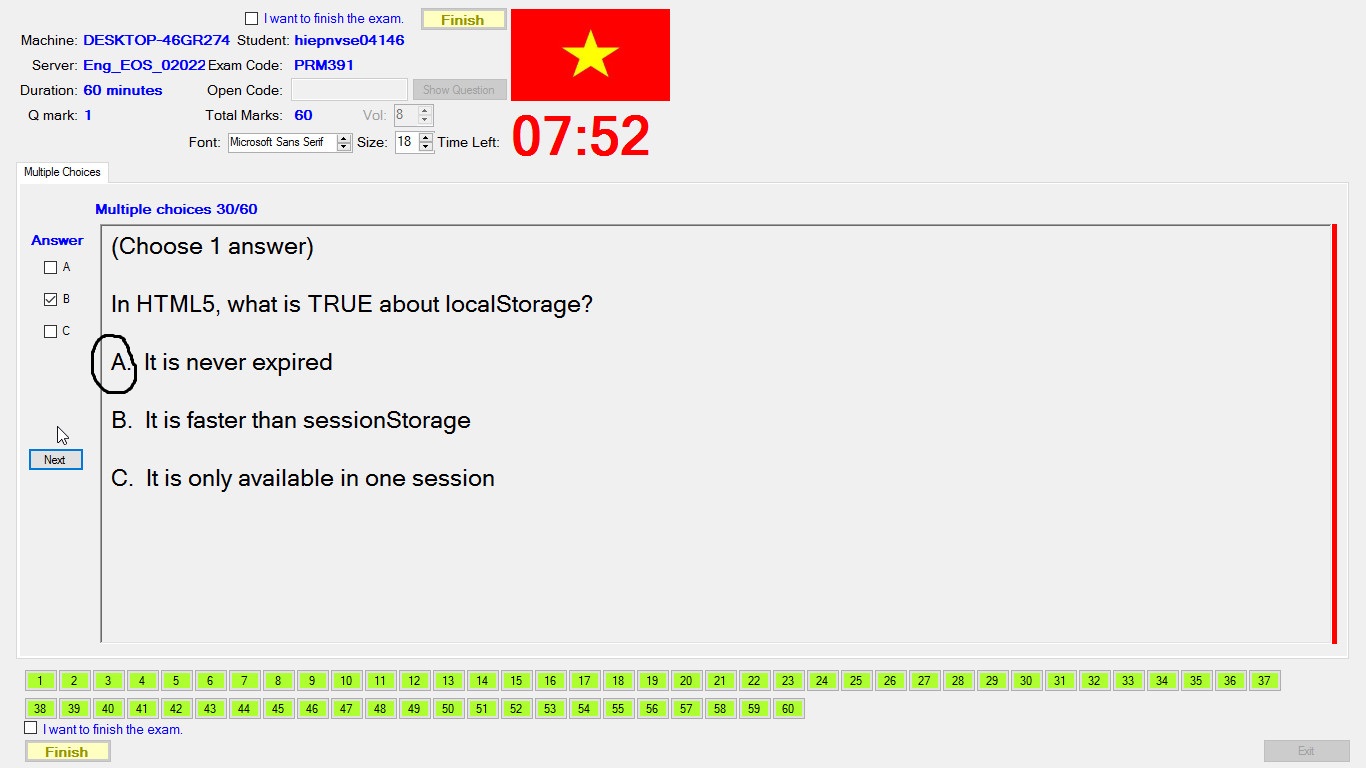 I want to finish the exam. Finish
Machine: DESKTOP-46GR274 Student: hiepnvse04146
Server: Eng_EOS_02022 Exam Code: PRM391
Duration: 60 minutes Open Code: Show Question
Q mark: 1 Total Marks: 60 Vol: 8
Font: Microsoft Sans Serif Size: 18 Time Left: 07:52
Multiple Choices
Multiple choices 30/60
Answer
A
B
C
Next
(Choose 1 answer)
In HTML5, what is TRUE about localStorage?
A. It is never expired
B. It is faster than sessionStorage
C. It is only available in one session
1 2 3 4 5 6 7 8 9 10 11 12 13 14 15 16 17 18 19 20 21 22 23 24 25 26 27 28 29 30 31 32 33 34 35 36 37
38 39 40 41 42 43 44 45 46 47 48 49 50 51 52 53 54 55 56 57 58 59 60
I want to finish the exam.
Finish Exit